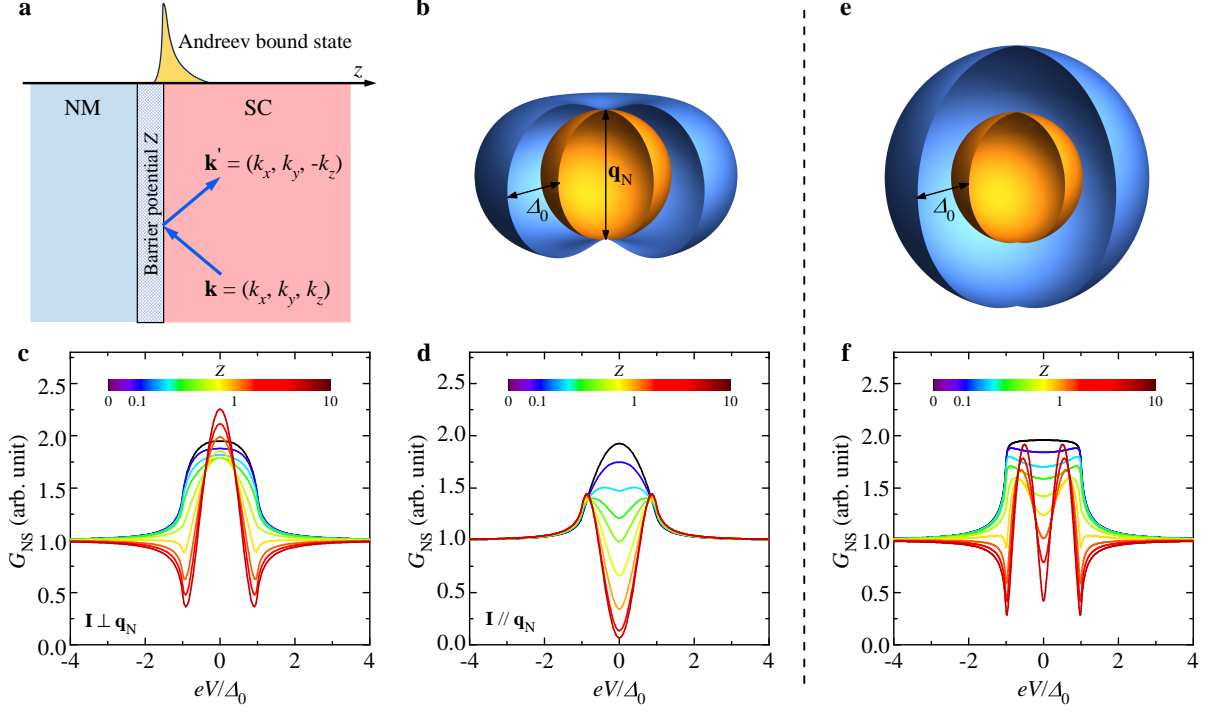 a
Andreev bound state
z
NM
SC
Barrier potential Z
k' = (kx, ky, -kz)
k = (kx, ky, kz)
b
qN
Δ0
e
Δ0
c
Z
0 0.1 1 10
2.5
2.0
1.5
1.0
0.5
0.0
GNS (arb. unit)
I ⊥ qN
-4 -2 0 2 4
eV/Δ0
d
Z
0 0.1 1 10
2.5
2.0
1.5
1.0
0.5
0.0
GNS (arb. unit)
I // qN
-4 -2 0 2 4
eV/Δ0
f
Z
0 0.1 1 10
2.5
2.0
1.5
1.0
0.5
0.0
GNS (arb. unit)
-4 -2 0 2 4
eV/Δ0